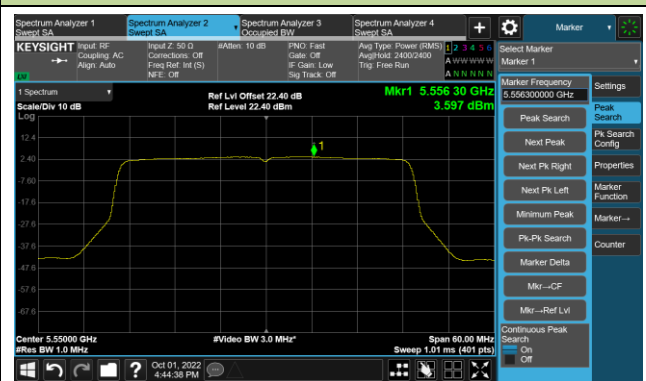 Spectrum Analyzer 1
Swept SA
Spectrum Analyzer 2
Swept SA
Spectrum Analyzer 3
Occupied BW
Spectrum Analyzer 4
Swept SA
+
Marker
KEYSIGHT
Input: RF
Coupling: AC
Align: Auto
Input Z: 50 Ω
Corrections: Off
Freq Ref: Int (S)
NFE: Off
#Atten: 10 dB
PNO: Fast
Gate: Off
IF Gain: Low
Sig Track: Off
Avg Type: Power (RMS)
Avg|Hold: 2400/2400
Trig: Free Run
1 2 3 4 5 6
A W W W W W
A N N N N N
Select Marker
Marker 1
LXI
1 Spectrum
Scale/Div 10 dB
Log
Ref Lvl Offset 22.40 dB
Ref Level 22.40 dBm
Mkr1 5.556 30 GHz
3.597 dBm
12.4
2.40
-7.60
-17.6
-27.6
-37.6
-47.6
-57.6
-67.6
1
Center 5.55000 GHz
#Res BW 1.0 MHz
#Video BW 3.0 MHz*
Span 60.00 MHz
Sweep 1.01 ms (401 pts)
Marker Frequency
5.556300000 GHz
Peak Search
Next Peak
Next Pk Right
Next Pk Left
Minimum Peak
Pk-Pk Search
Marker Delta
Mkr→CF
Mkr→Ref Lvl
Continuous Peak
Search
On
Off
Settings
Peak
Search
Pk Search
Config
Properties
Marker
Function
Marker→
Counter
?
Oct 01, 2022
4:44:38 PM